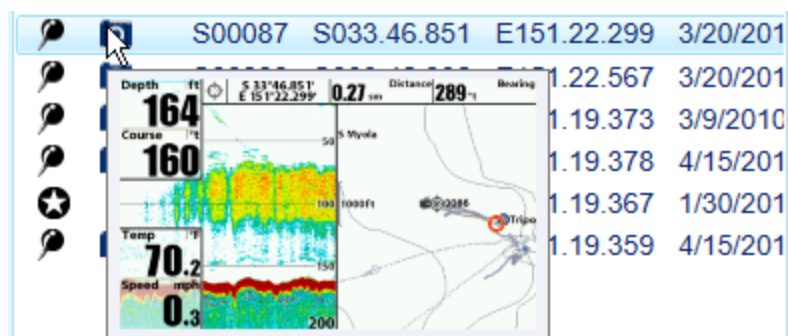 S00087 S033.46.851 E151.22.299 3/20/201
.22.567 3/20/201
1.19.373 3/9/2010
1.19.378 4/15/201
1.19.367 1/30/201
1.19.359 4/15/201
Depth ft
164
Course °t
160
Temp °F
70.2
Speed mph
0.3
S 33°46.851'
E 151°22.299'
0.27 nm
Distance
289°t
Bearing
50
100
150
200
S Myola
1000ft
Tripo